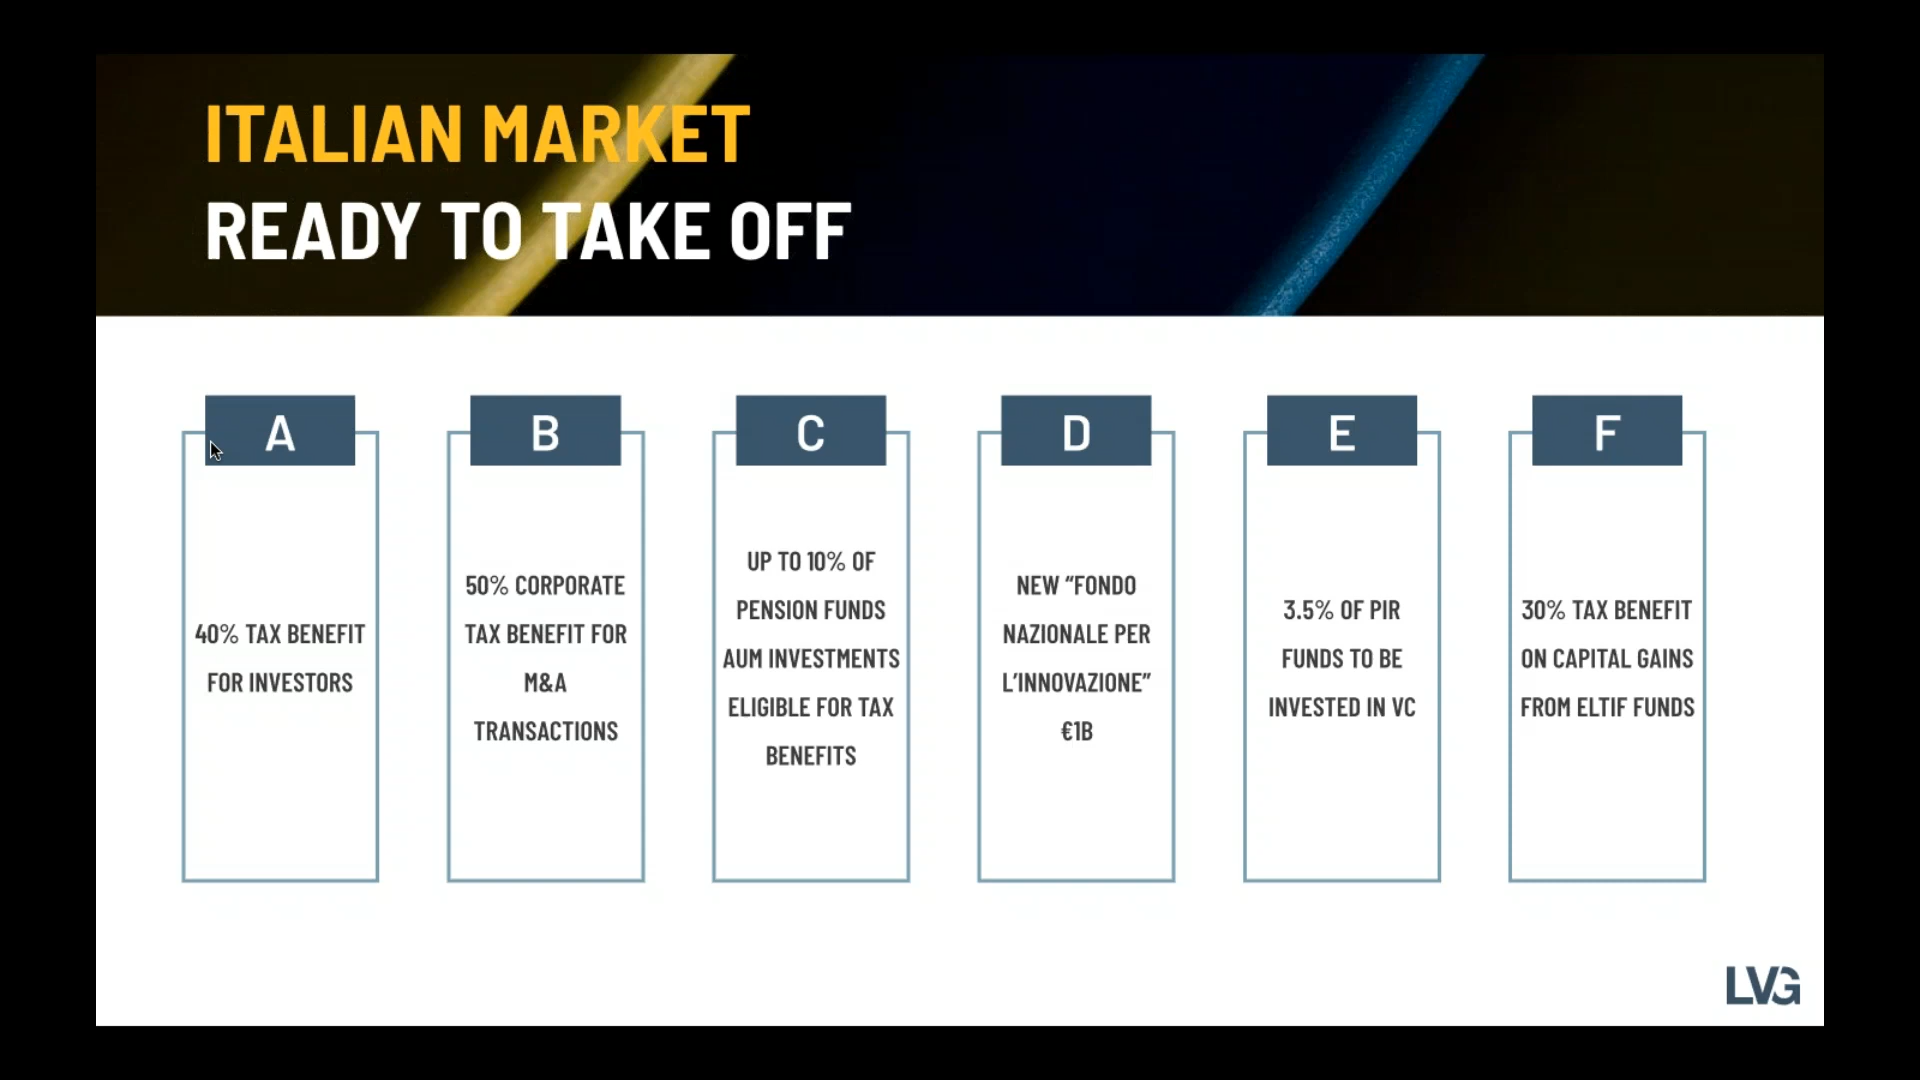 ITALIAN MARKET
READY TO TAKE OFF
A
40% TAX BENEFIT
FOR INVESTORS
B
50% CORPORATE
TAX BENEFIT FOR
M&A
TRANSACTIONS
C
UP TO 10% OF
PENSION FUNDS
AUM INVESTMENTS
ELIGIBLE FOR TAX
BENEFITS
D
NEW “FONDO
NAZIONALE PER
L’INNOVAZIONE”
€1B
E
3.5% OF PIR
FUNDS TO BE
INVESTED IN VC
F
30% TAX BENEFIT
ON CAPITAL GAINS
FROM ELTIF FUNDS
LVG